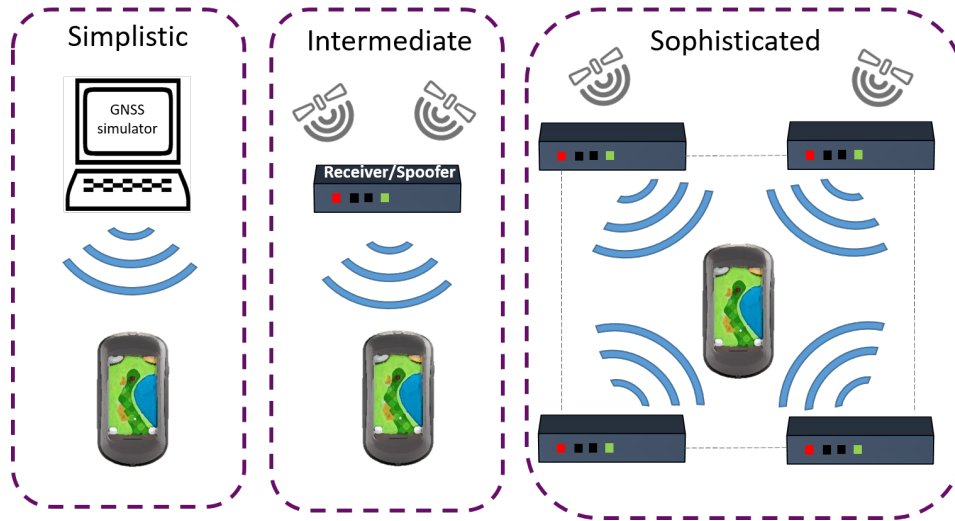 Simplistic
GNSS
simulator
Intermediate
Receiver/Spoofer
Sophisticated